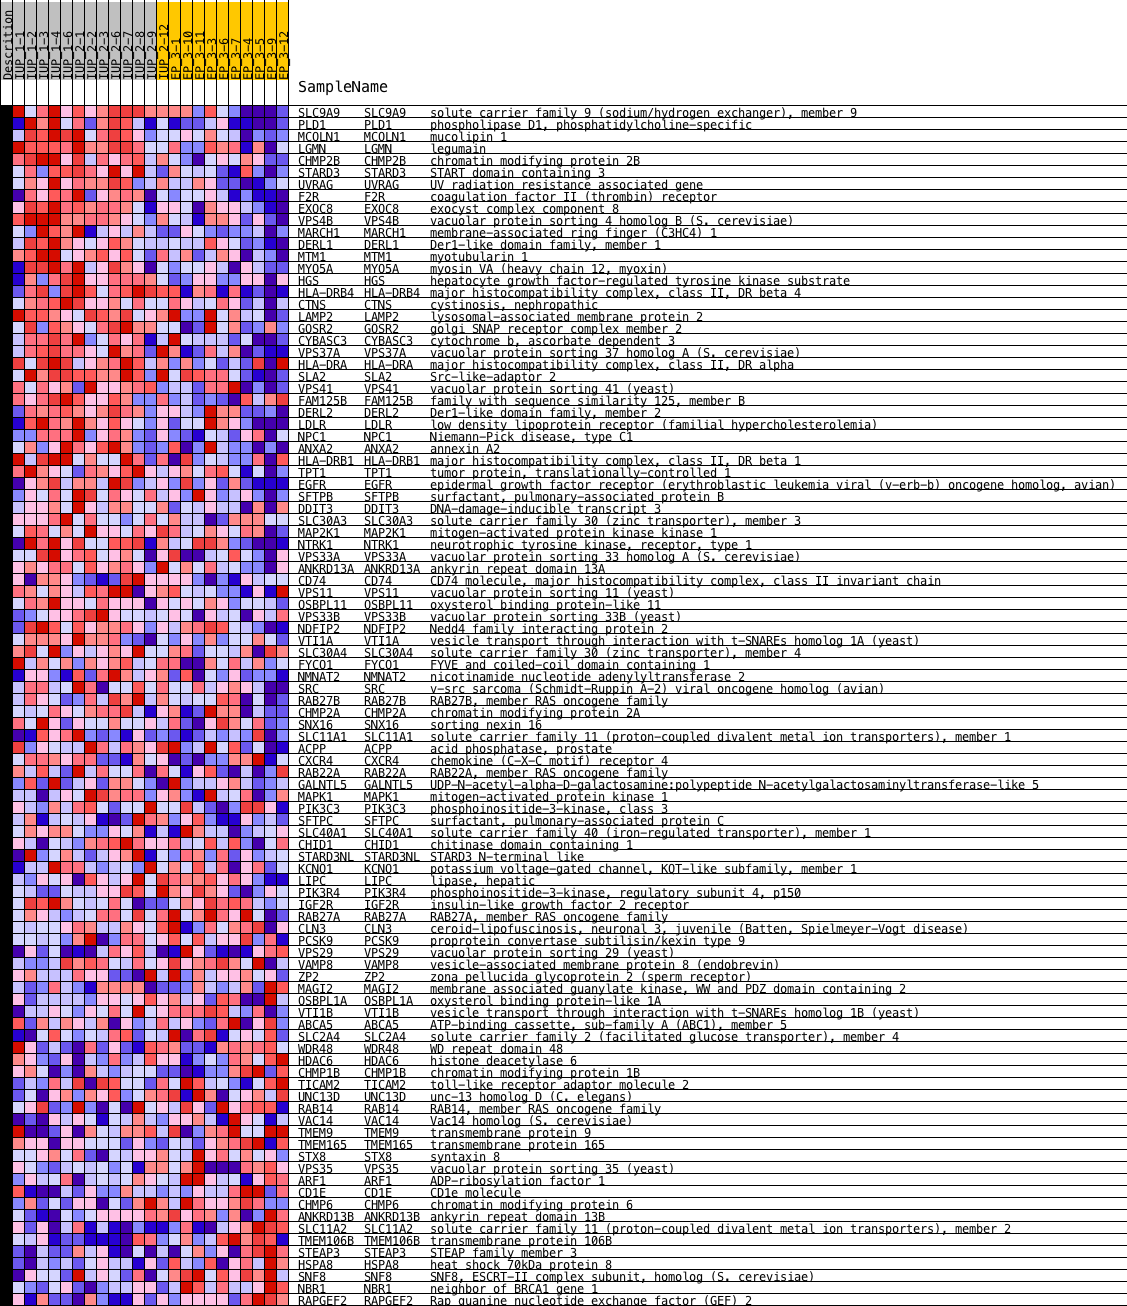 Descrition
IUP_1-1
IUP_1-2
IUP_1-3
IUP_1-4
IUP_1-6
IUP_2-1
IUP_2-2
IUP_2-3
IUP_2-6
IUP_2-7
IUP_2-8
IUP_2-9
IUP_2-12
EP_3-1
EP_3-10
EP_3-11
EP_3-3
EP_3-6
EP_3-7
EP_3-4
EP_3-5
EP_3-9
EP_3-12
SampleName
SLC9A9 SLC9A9 solute carrier family 9 (sodium/hydrogen exchanger), member 9
PLD1 PLD1 phospholipase D1, phosphatidylcholine-specific
MCOLN1 MCOLN1 mucolipin 1
LGMN LGMN legumain
CHMP2B CHMP2B chromatin modifying protein 2B
STARD3 STARD3 START domain containing 3
UVRAG UVRAG UV radiation resistance associated gene
F2R F2R coagulation factor II (thrombin) receptor
EXOC8 EXOC8 exocyst complex component 8
VPS4B VPS4B vacuolar protein sorting 4 homolog B (S. cerevisiae)
MARCH1 MARCH1 membrane-associated ring finger (C3HC4) 1
DERL1 DERL1 Der1-like domain family, member 1
MTM1 MTM1 myotubularin 1
MYO5A MYO5A myosin VA (heavy chain 12, myoxin)
HGS HGS hepatocyte growth factor-regulated tyrosine kinase substrate
HLA-DRB4 HLA-DRB4 major histocompatibility complex, class II, DR beta 4
CTNS CTNS cystinosis, nephropathic
LAMP2 LAMP2 lysosomal-associated membrane protein 2
GOSR2 GOSR2 golgi SNAP receptor complex member 2
CYBASC3 CYBASC3 cytochrome b, ascorbate dependent 3
VPS37A VPS37A vacuolar protein sorting 37 homolog A (S. cerevisiae)
HLA-DRA HLA-DRA major histocompatibility complex, class II, DR alpha
SLA2 SLA2 Src-like-adaptor 2
VPS41 VPS41 vacuolar protein sorting 41 (yeast)
FAM125B FAM125B family with sequence similarity 125, member B
DERL2 DERL2 Der1-like domain family, member 2
LDLR LDLR low density lipoprotein receptor (familial hypercholesterolemia)
NPC1 NPC1 Niemann-Pick disease, type C1
ANXA2 ANXA2 annexin A2
HLA-DRB1 HLA-DRB1 major histocompatibility complex, class II, DR beta 1
TPT1 TPT1 tumor protein, translationally-controlled 1
EGFR EGFR epidermal growth factor receptor (erythroblastic leukemia viral (v-erb-b) oncogene homolog, avian)
SFTPB SFTPB surfactant, pulmonary-associated protein B
DDIT3 DDIT3 DNA-damage-inducible transcript 3
SLC30A3 SLC30A3 solute carrier family 30 (zinc transporter), member 3
MAP2K1 MAP2K1 mitogen-activated protein kinase kinase 1
NTRK1 NTRK1 neurotrophic tyrosine kinase, receptor, type 1
VPS33A VPS33A vacuolar protein sorting 33 homolog A (S. cerevisiae)
ANKRD13A ANKRD13A ankyrin repeat domain 13A
CD74 CD74 CD74 molecule, major histocompatibility complex, class II invariant chain
VPS11 VPS11 vacuolar protein sorting 11 (yeast)
OSBPL11 OSBPL11 oxysterol binding protein-like 11
VPS33B VPS33B vacuolar protein sorting 33B (yeast)
NDFIP2 NDFIP2 Nedd4 family interacting protein 2
VTI1A VTI1A vesicle transport through interaction with t-SNAREs homolog 1A (yeast)
SLC30A4 SLC30A4 solute carrier family 30 (zinc transporter), member 4
FYCO1 FYCO1 FYVE and coiled-coil domain containing 1
NMNAT2 NMNAT2 nicotinamide nucleotide adenylyltransferase 2
SRC SRC v-src sarcoma (Schmidt-Ruppin A-2) viral oncogene homolog (avian)
RAB27B RAB27B RAB27B, member RAS oncogene family
CHMP2A CHMP2A chromatin modifying protein 2A
SNX16 SNX16 sorting nexin 16
SLC11A1 SLC11A1 solute carrier family 11 (proton-coupled divalent metal ion transporters), member 1
ACPP ACPP acid phosphatase, prostate
CXCR4 CXCR4 chemokine (C-X-C motif) receptor 4
RAB22A RAB22A RAB22A, member RAS oncogene family
GALNTL5 GALNTL5 UDP-N-acetyl-alpha-D-galactosamine:polypeptide N-acetylgalactosaminyltransferase-like 5
MAPK1 MAPK1 mitogen-activated protein kinase 1
PIK3C3 PIK3C3 phosphoinositide-3-kinase, class 3
SFTPC SFTPC surfactant, pulmonary-associated protein C
SLC40A1 SLC40A1 solute carrier family 40 (iron-regulated transporter), member 1
CHID1 CHID1 chitinase domain containing 1
STARD3NL STARD3NL STARD3 N-terminal like
KCNQ1 KCNQ1 potassium voltage-gated channel, KQT-like subfamily, member 1
LIPC LIPC lipase, hepatic
PIK3R4 PIK3R4 phosphoinositide-3-kinase, regulatory subunit 4, p150
IGF2R IGF2R insulin-like growth factor 2 receptor
RAB27A RAB27A RAB27A, member RAS oncogene family
CLN3 CLN3 ceroid-lipofuscinosis, neuronal 3, juvenile (Batten, Spielmeyer-Vogt disease)
PCSK9 PCSK9 proprotein convertase subtilisin/kexin type 9
VPS29 VPS29 vacuolar protein sorting 29 (yeast)
VAMP8 VAMP8 vesicle-associated membrane protein 8 (endobrevin)
ZP2 ZP2 zona pellucida glycoprotein 2 (sperm receptor)
MAGI2 MAGI2 membrane associated guanylate kinase, WW and PDZ domain containing 2
OSBPL1A OSBPL1A oxysterol binding protein-like 1A
VTI1B VTI1B vesicle transport through interaction with t-SNAREs homolog 1B (yeast)
ABCA5 ABCA5 ATP-binding cassette, sub-family A (ABC1), member 5
SLC2A4 SLC2A4 solute carrier family 2 (facilitated glucose transporter), member 4
WDR48 WDR48 WD repeat domain 48
HDAC6 HDAC6 histone deacetylase 6
CHMP1B CHMP1B chromatin modifying protein 1B
TICAM2 TICAM2 toll-like receptor adaptor molecule 2
UNC13D UNC13D unc-13 homolog D (C. elegans)
RAB14 RAB14 RAB14, member RAS oncogene family
VAC14 VAC14 Vac14 homolog (S. cerevisiae)
TMEM9 TMEM9 transmembrane protein 9
TMEM165 TMEM165 transmembrane protein 165
STX8 STX8 syntaxin 8
VPS35 VPS35 vacuolar protein sorting 35 (yeast)
ARF1 ARF1 ADP-ribosylation factor 1
CD1E CD1E CD1e molecule
CHMP6 CHMP6 chromatin modifying protein 6
ANKRD13B ANKRD13B ankyrin repeat domain 13B
SLC11A2 SLC11A2 solute carrier family 11 (proton-coupled divalent metal ion transporters), member 2
TMEM106B TMEM106B transmembrane protein 106B
STEAP3 STEAP3 STEAP family member 3
HSPA8 HSPA8 heat shock 70kDa protein 8
SNF8 SNF8 SNF8, ESCRT-II complex subunit, homolog (S. cerevisiae)
NBR1 NBR1 neighbor of BRCA1 gene 1
RAPGEF2 RAPGEF2 Rap guanine nucleotide exchange factor (GEF) 2